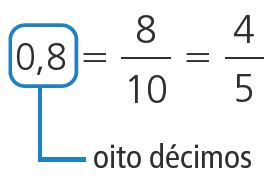 0,8 = 8/10 = 4/5
oito décimos